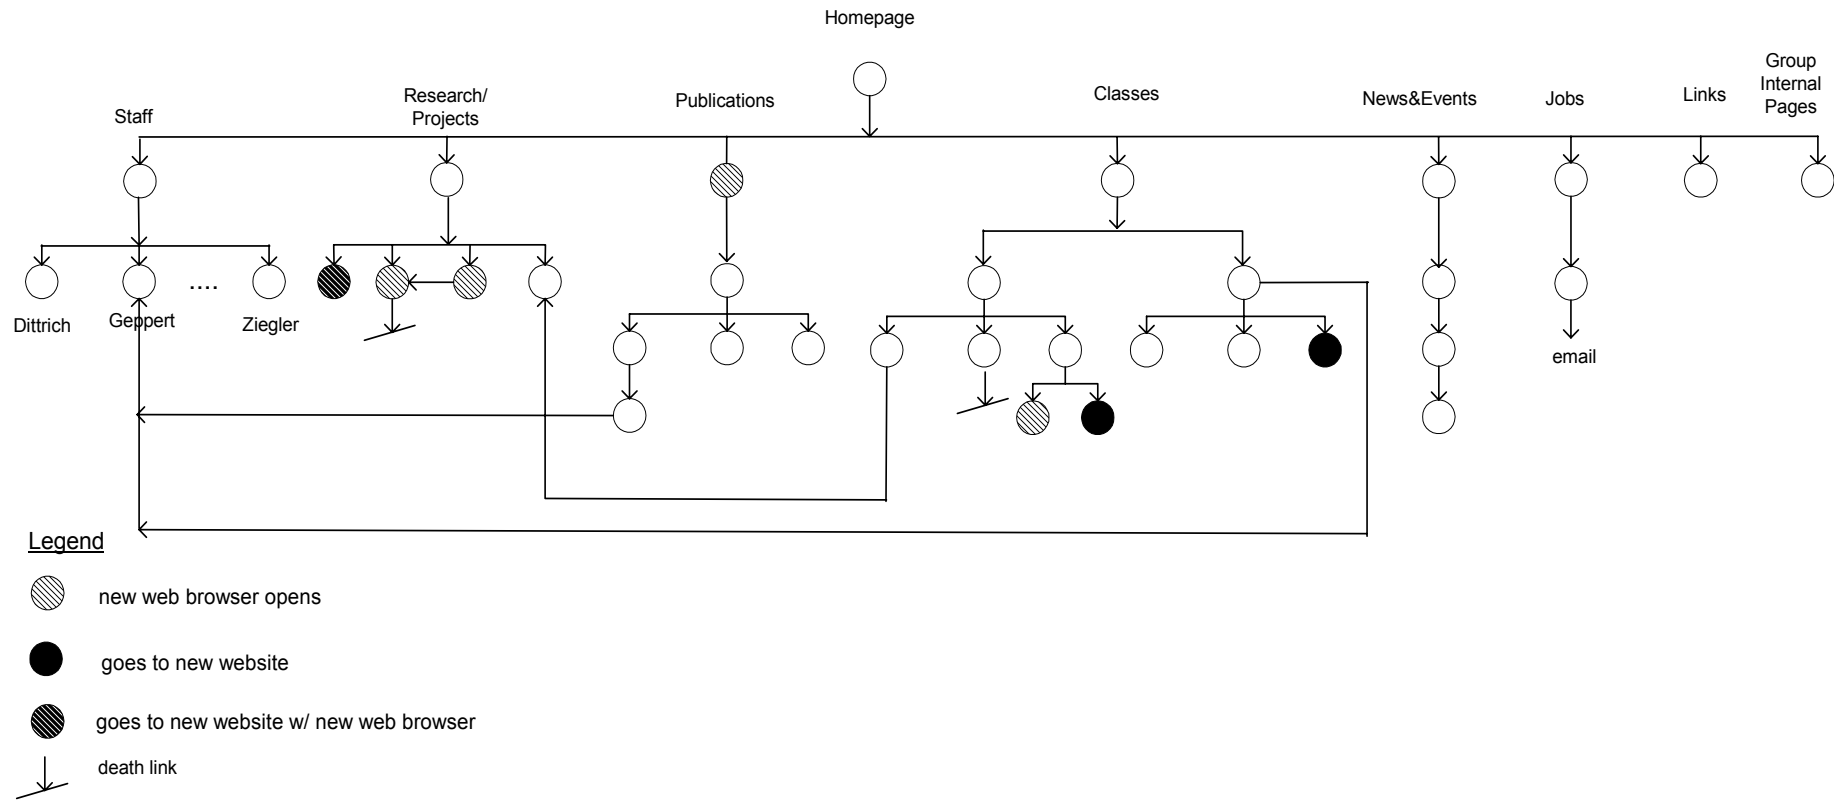 Homepage
Staff
Research/
Projects
Publications
Classes
News&Events
Jobs
Links
Group
Internal
Pages
Dittrich
Geppert
....
Ziegler
email
Legend
new web browser opens
goes to new website
goes to new website w/ new web browser
death link